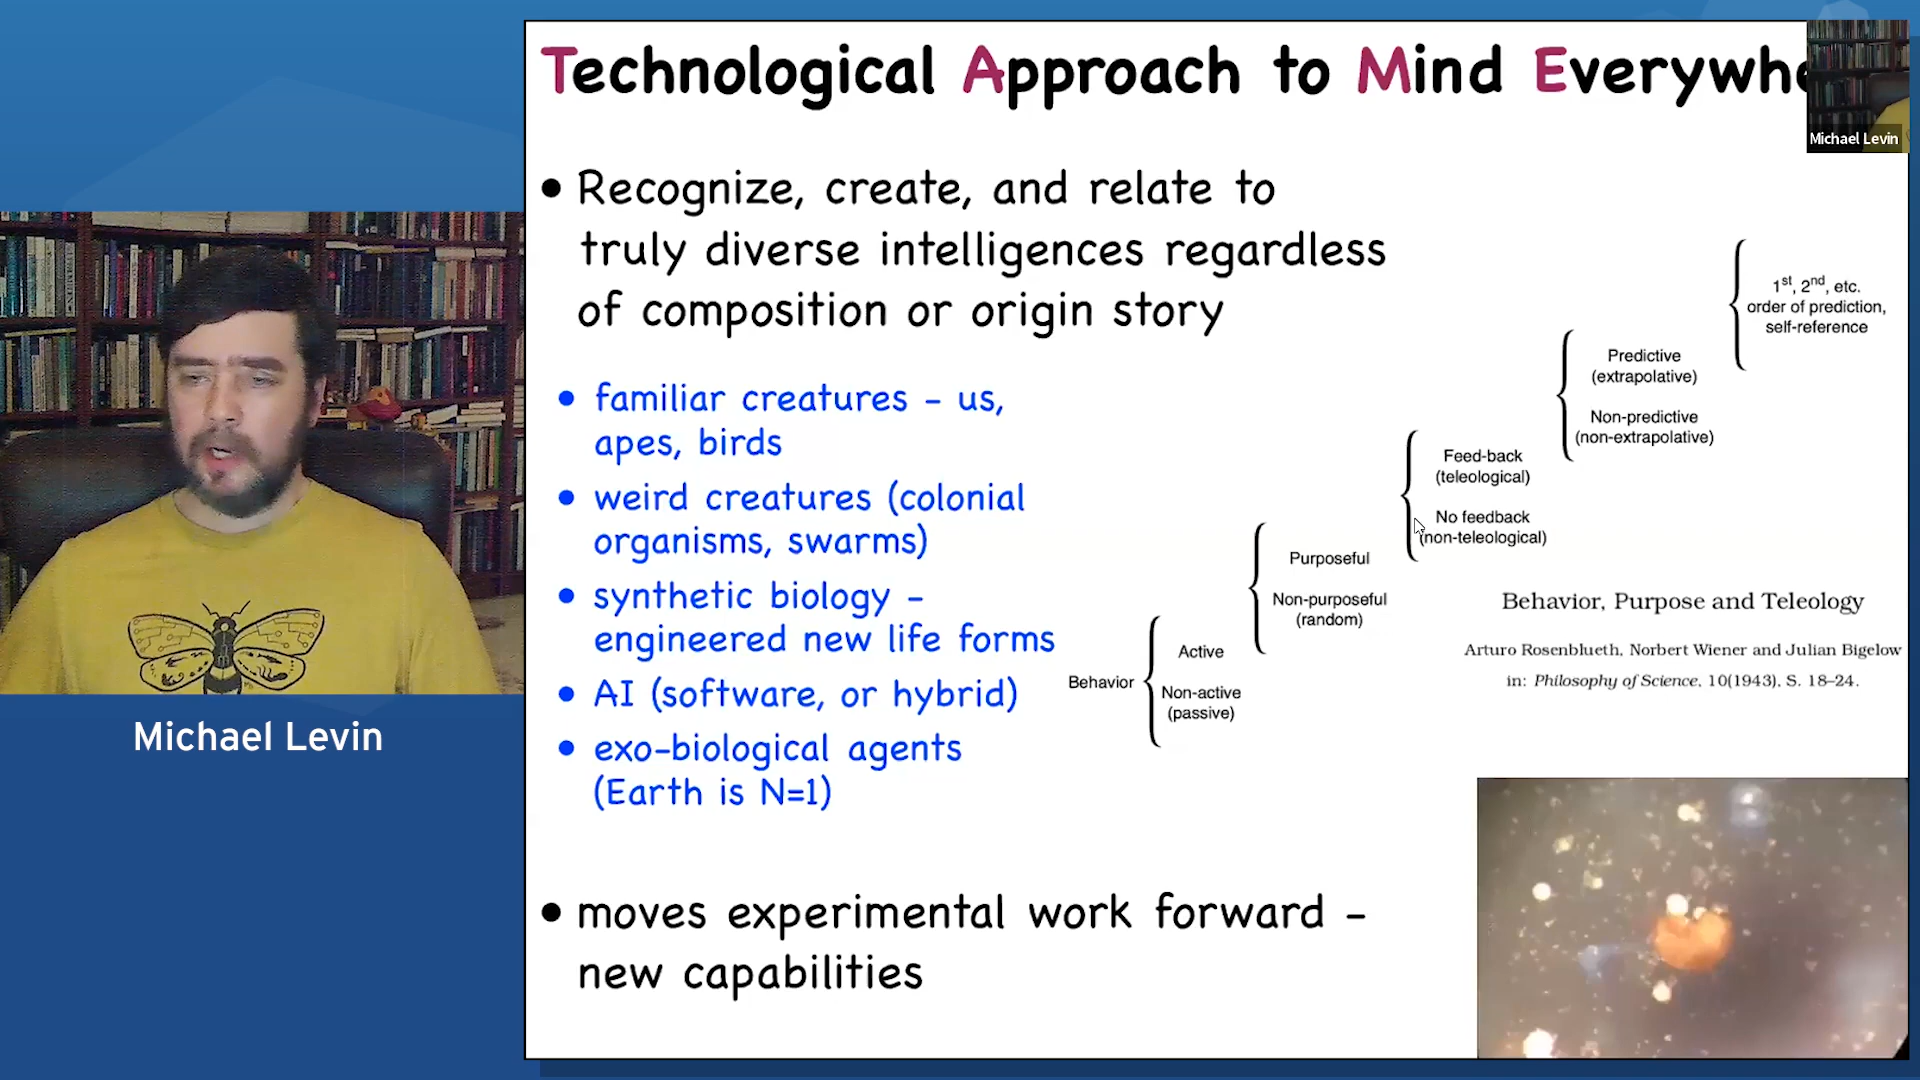 Technological Approach to Mind Everywhe
Michael Levin
• Recognize, create, and relate to
truly diverse intelligences regardless
of composition or origin story
• familiar creatures – us,
apes, birds
• weird creatures (colonial
organisms, swarms)
• synthetic biology –
engineered new life forms
• AI (software, or hybrid)
• exo-biological agents
(Earth is N=1)
• moves experimental work forward –
new capabilities
1st, 2nd, etc.
order of prediction,
self-reference
Predictive
(extrapolative)
Non-predictive
(non-extrapolative)
Feed-back
(teleological)
No feedback
(non-teleological)
Purposeful
Non-purposeful
(random)
Active
Behavior
Non-active
(passive)
Behavior, Purpose and Teleology
Arturo Rosenblueth, Norbert Wiener and Julian Bigelow
in: Philosophy of Science, 10(1943), S. 18–24.
Michael Levin